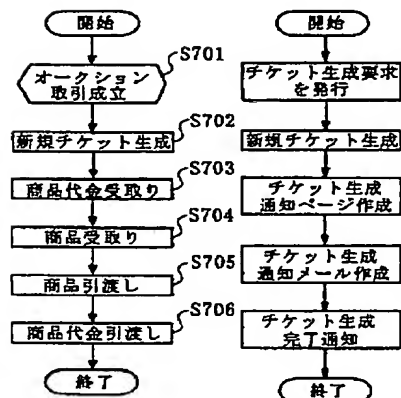 開始
オークション
取引成立
S701
新規チケット生成
S702
商品代金受取り
S703
商品受取り
S704
商品引渡し
S705
商品代金引渡し
S706
終了
開始
チケット生成要求
を発行
新規チケット生成
チケット生成
通知ページ作成
チケット生成
通知メール作成
チケット生成
完了通知
終了